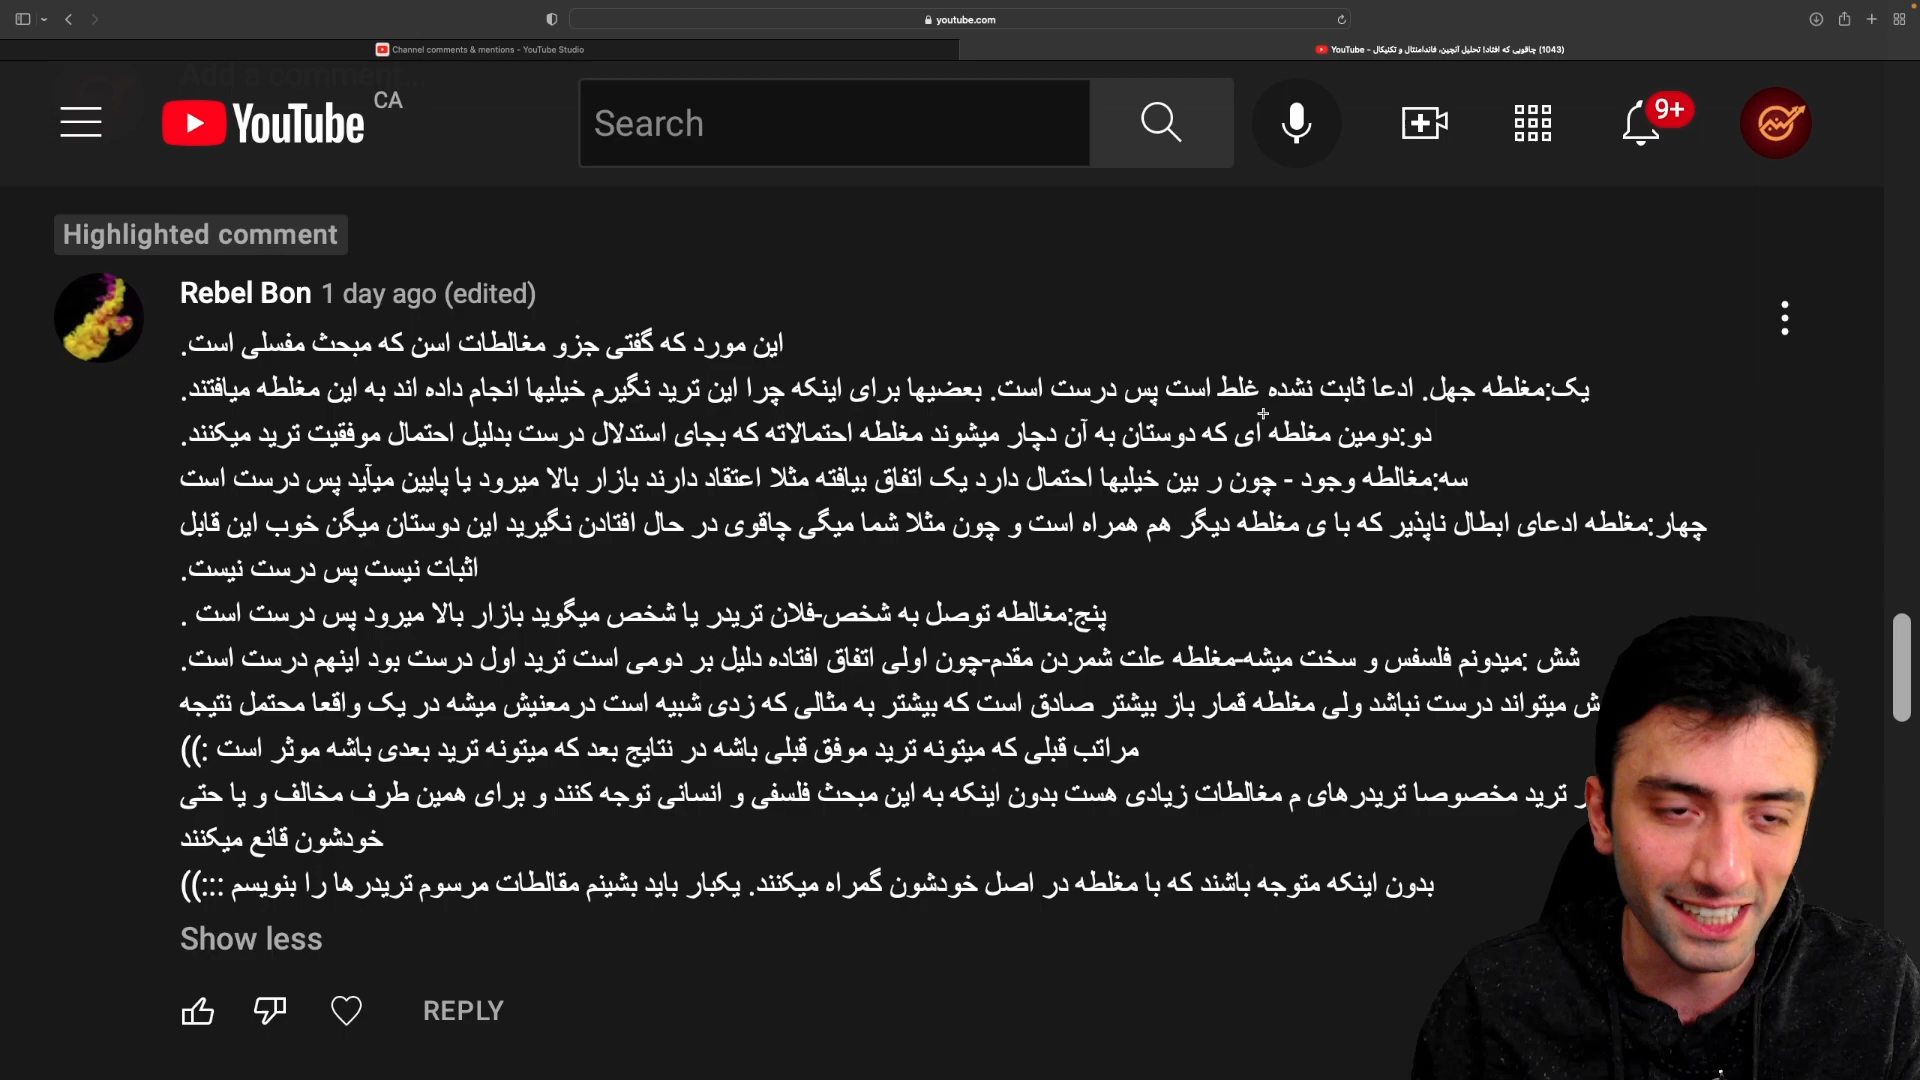 youtube.com
Channel comments & mentions - YouTube Studio
(1043) چاقویی که افتاد! تحلیل آنچین، فاندامنتال و تکنیکال - YouTube
Add a comment...
YouTube CA
Search
9+
Highlighted comment
Rebel Bon 1 day ago (edited)
این مورد که گفتی جزو مغالطات اسن که مبحث مفسلی است.
یک:مغلطه جهل. ادعا ثابت نشده غلط است پس درست است. بعضیها برای اینکه چرا این ترید نگیرم خیلیها انجام داده اند به این مغلطه میافتند.
دو:دومین مغلطه ای که دوستان به آن دچار میشوند مغلطه احتمالاته که بجای استدلال درست بدلیل احتمال موفقیت ترید میکنند.
سه:مغالطه وجود - چون ر بین خیلیها احتمال دارد یک اتفاق بیافته مثلا اعتقاد دارند بازار بالا میرود یا پایین میآید پس درست است
چهار:مغلطه ادعای ابطال ناپذیر که با ی مغلطه دیگر هم همراه است و چون مثلا شما میگی چاقوی در حال افتادن نگیرید این دوستان میگن خوب این قابل
اثبات نیست پس درست نیست.
پنج:مغالطه توصل به شخص-فلان تریدر یا شخص میگوید بازار بالا میرود پس درست است .
شش :میدونم فلسفس و سخت میشه-مغلطه علت شمردن مقدم-چون اولی اتفاق افتاده دلیل بر دومی است ترید اول درست بود اینهم درست است.
ش میتواند درست نباشد ولی مغلطه قمار باز بیشتر صادق است که بیشتر به مثالی که زدی شبیه است درمعنیش میشه در یک واقعا محتمل نتیجه
مراتب قبلی که میتونه ترید موفق قبلی باشه در نتایج بعد که میتونه ترید بعدی باشه موثر است :))
ر ترید مخصوصا تریدرهای م مغالطات زیادی هست بدون اینکه به این مبحث فلسفی و انسانی توجه کنند و برای همین طرف مخالف و یا حتی
خودشون قانع میکنند
بدون اینکه متوجه باشند که با مغلطه در اصل خودشون گمراه میکنند. یکبار باید بشینم مقالطات مرسوم تریدرها را بنویسم :::))
Show less
REPLY